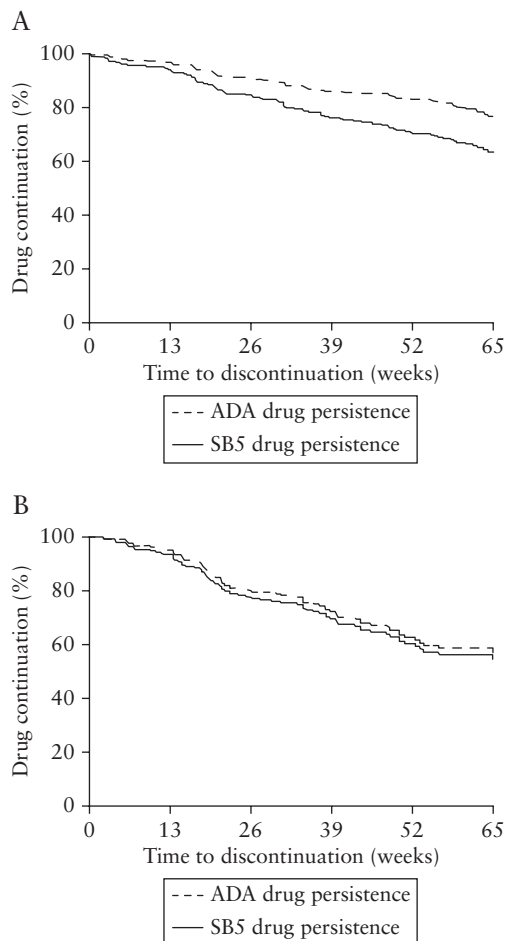 A
100
80
60
40
20
0
Drug continuation (%)
0 13 26 39 52 65
Time to discontinuation (weeks)
ADA drug persistence
SB5 drug persistence
B
100
80
60
40
20
0
Drug continuation (%)
0 13 26 39 52 65
Time to discontinuation (weeks)
ADA drug persistence
SB5 drug persistence